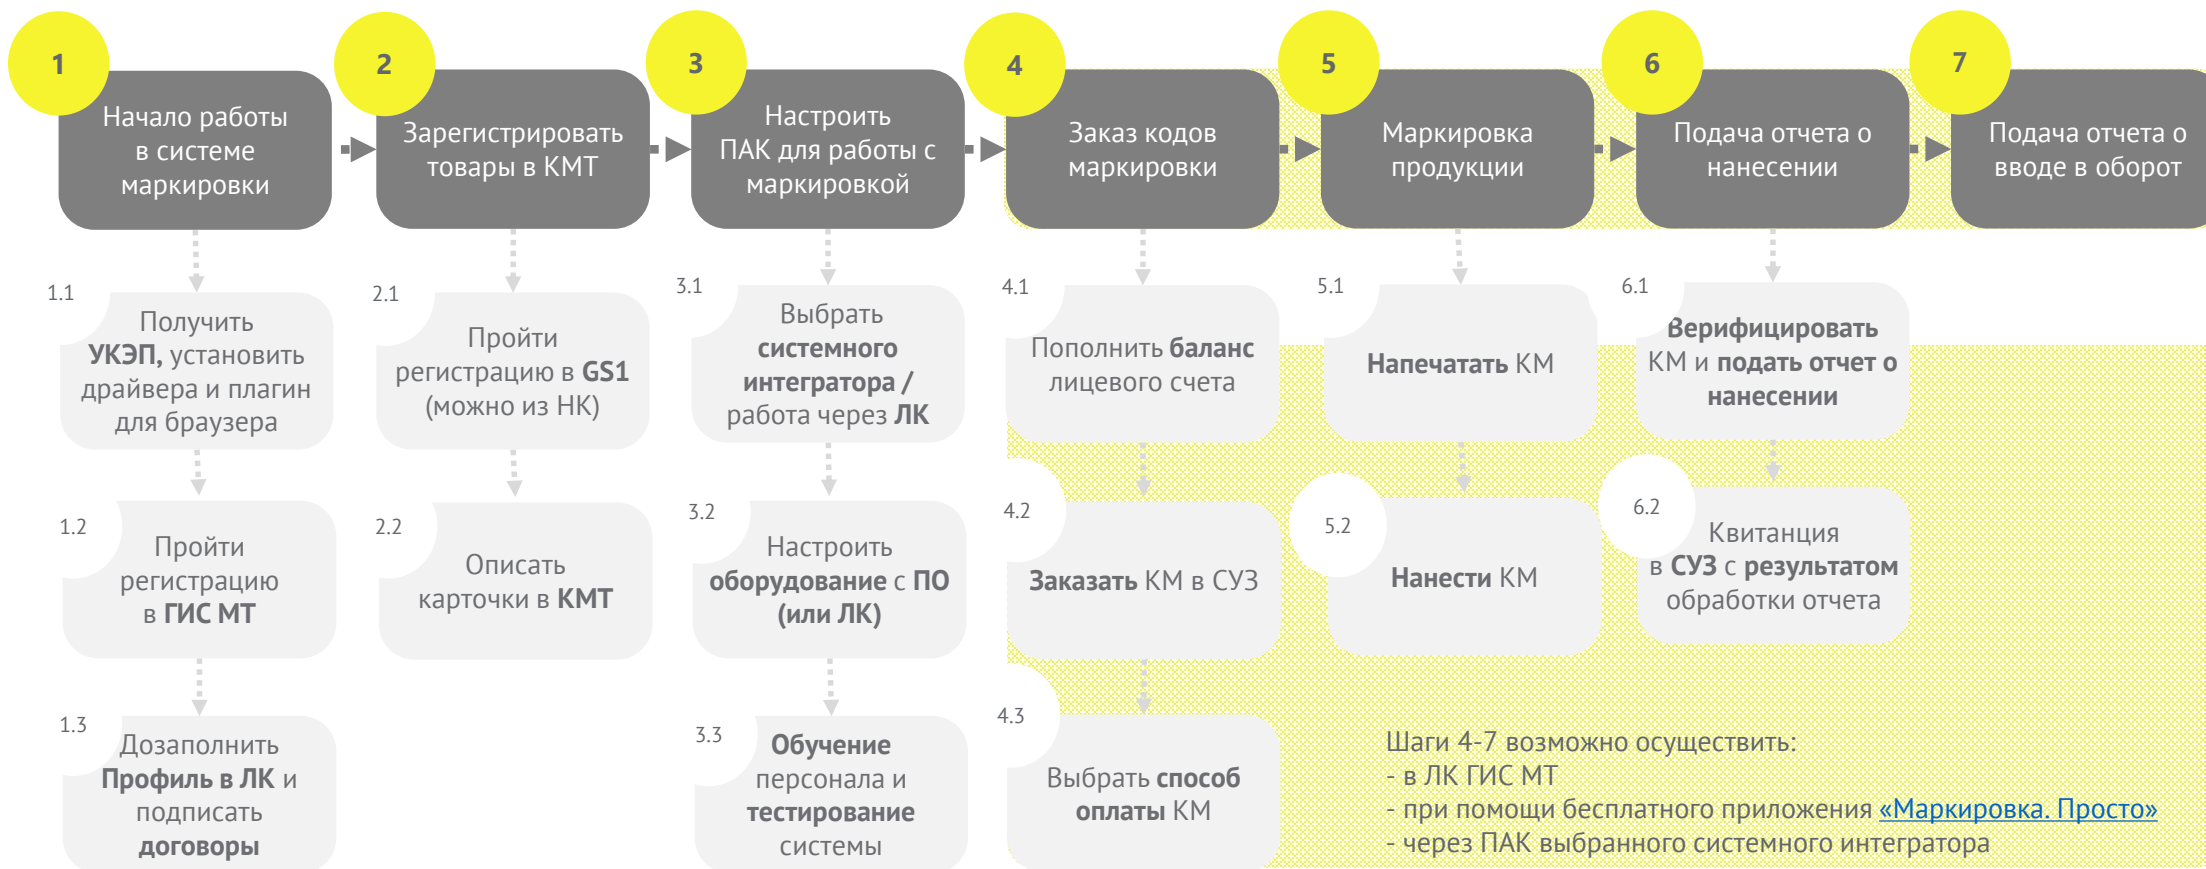 1
Начало работы
в системе
маркировки
2
Зарегистрировать
товары в КМТ
3
Настроить
ПАК для работы с
маркировкой
4
Заказ кодов
маркировки
5
Маркировка
продукции
6
Подача отчета о
нанесении
7
Подача отчета о
вводе в оборот
1.1
Получить
УКЭП, установить
драйвера и плагин
для браузера
1.2
Пройти
регистрацию
в ГИС МТ
1.3
Дозаполнить
Профиль в ЛК и
подписать
договоры
2.1
Пройти
регистрацию в GS1
(можно из НК)
2.2
Описать
карточки в КМТ
3.1
Выбрать
системного
интегратора /
работа через ЛК
3.2
Настроить
оборудование с ПО
(или ЛК)
3.3
Обучение
персонала и
тестирование
системы
4.1
Пополнить баланс
лицевого счета
4.2
Заказать КМ в СУЗ
4.3
Выбрать способ
оплаты КМ
5.1
Напечатать КМ
5.2
Нанести КМ
6.1
Верифицировать
КМ и подать отчет о
нанесении
6.2
Квитанция
в СУЗ с результатом
обработки отчета
Шаги 4-7 возможно осуществить:
- в ЛК ГИС МТ
- при помощи бесплатного приложения «Маркировка. Просто»
- через ПАК выбранного системного интегратора